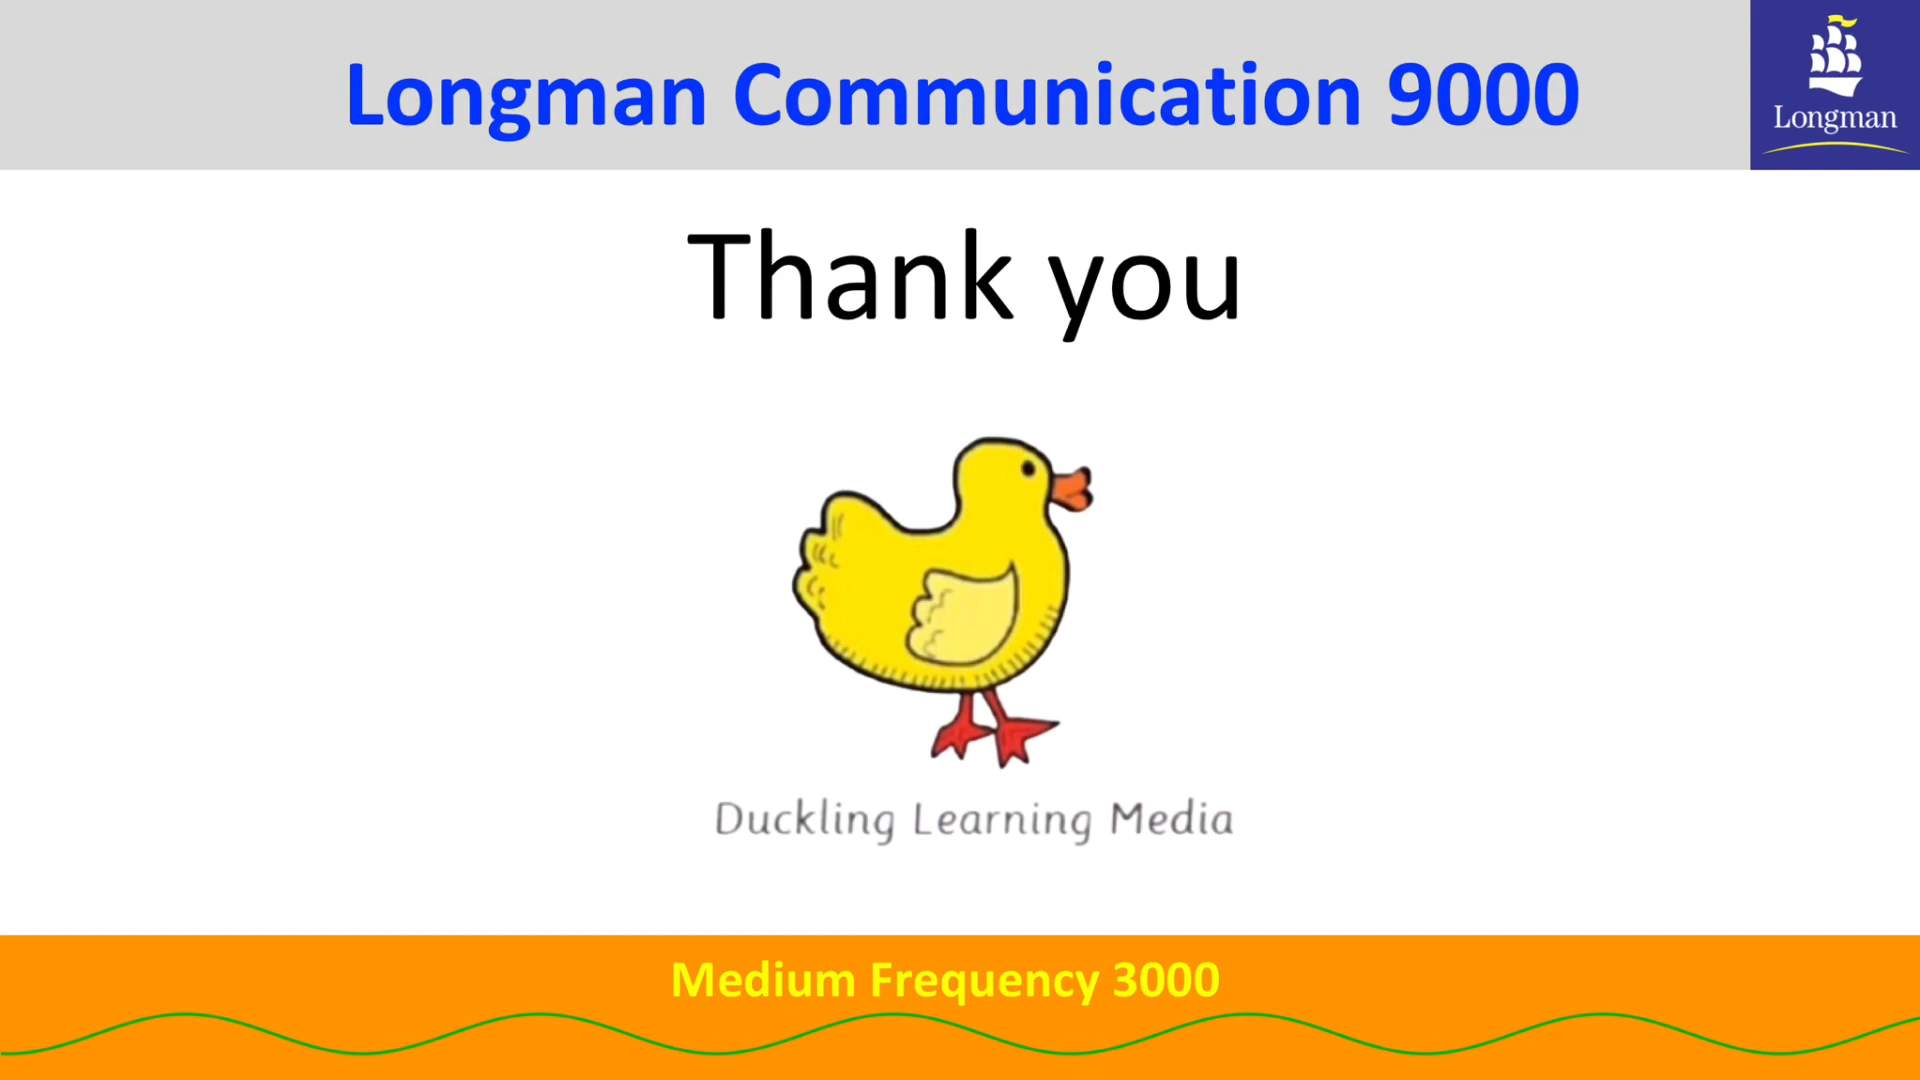 Longman Communication 9000
Longman
Thank you
Duckling Learning Media
Medium Frequency 3000